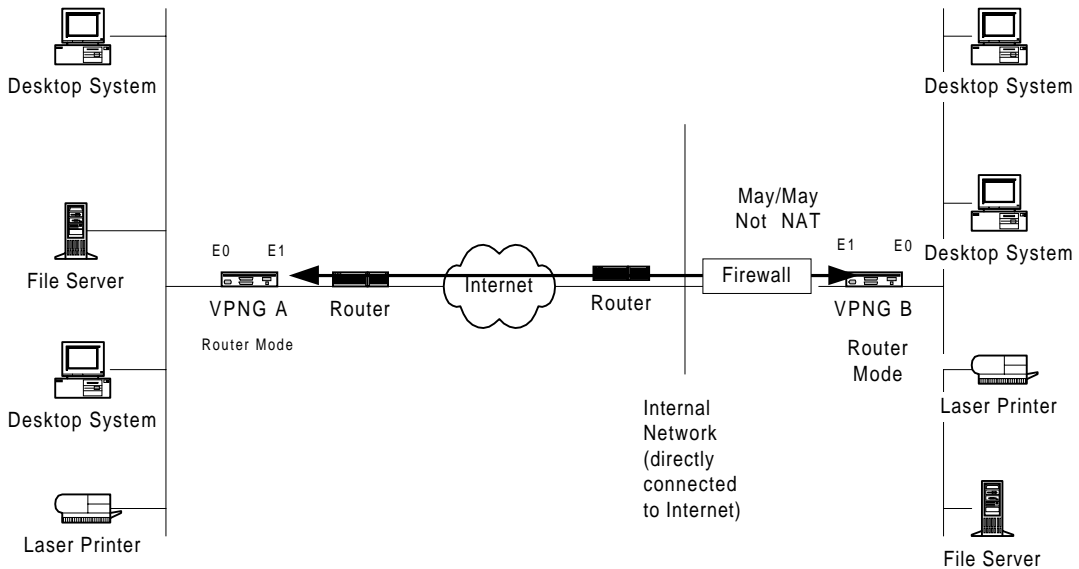 Desktop System
Desktop System
May/May
Not NAT
E0 E1
E1 E0
Desktop System
File Server
Internet
Firewall
VPNG A
Router
Router
VPNG B
Router Mode
Router
Mode
Desktop System
Laser Printer
Internal
Network
(directly
connected
to Internet)
Laser Printer
File Server